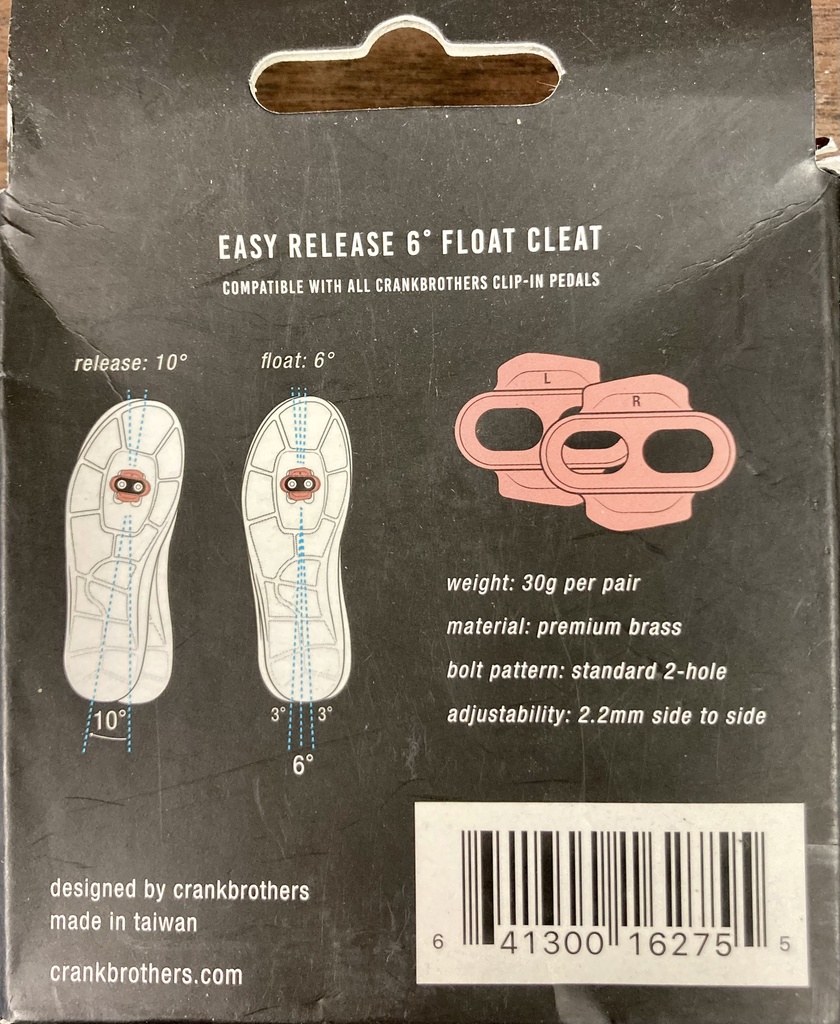 EASY RELEASE 6° FLOAT CLEAT
COMPATIBLE WITH ALL CRANKBROTHERS CLIP-IN PEDALS
release: 10°
float: 6°
L
R
10°
3° 3°
6°
weight: 30g per pair
material: premium brass
bolt pattern: standard 2-hole
adjustability: 2.2mm side to side
designed by crankbrothers
made in taiwan
crankbrothers.com
6 41300 16275 5